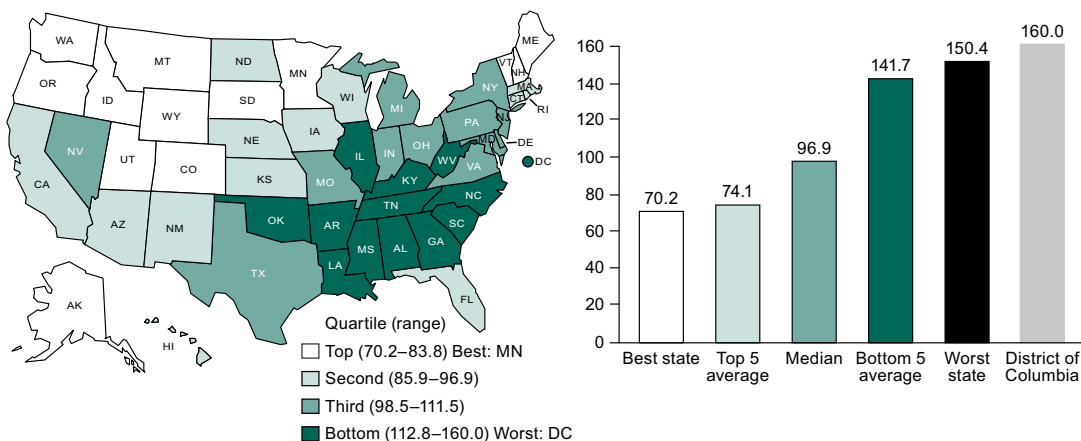 WA
MT
ND
MN
ME
VT
NH
OR
ID
SD
WI
NY
MA
CT
RI
WY
MI
PA
NJ
NV
NE
IA
OH
MD
DE
UT
CO
IL
IN
WV
DC
CA
KS
MO
KY
VA
AZ
NM
OK
AR
TN
NC
SC
MS
AL
GA
TX
LA
FL
AK
HI
Quartile (range)
Top (70.2–83.8) Best: MN
Second (85.9–96.9)
Third (98.5–111.5)
Bottom (112.8–160.0) Worst: DC
160
140
120
100
80
60
40
20
0
70.2
74.1
96.9
141.7
150.4
160.0
Best state
Top 5
average
Median
Bottom 5
average
Worst
state
District of
Columbia